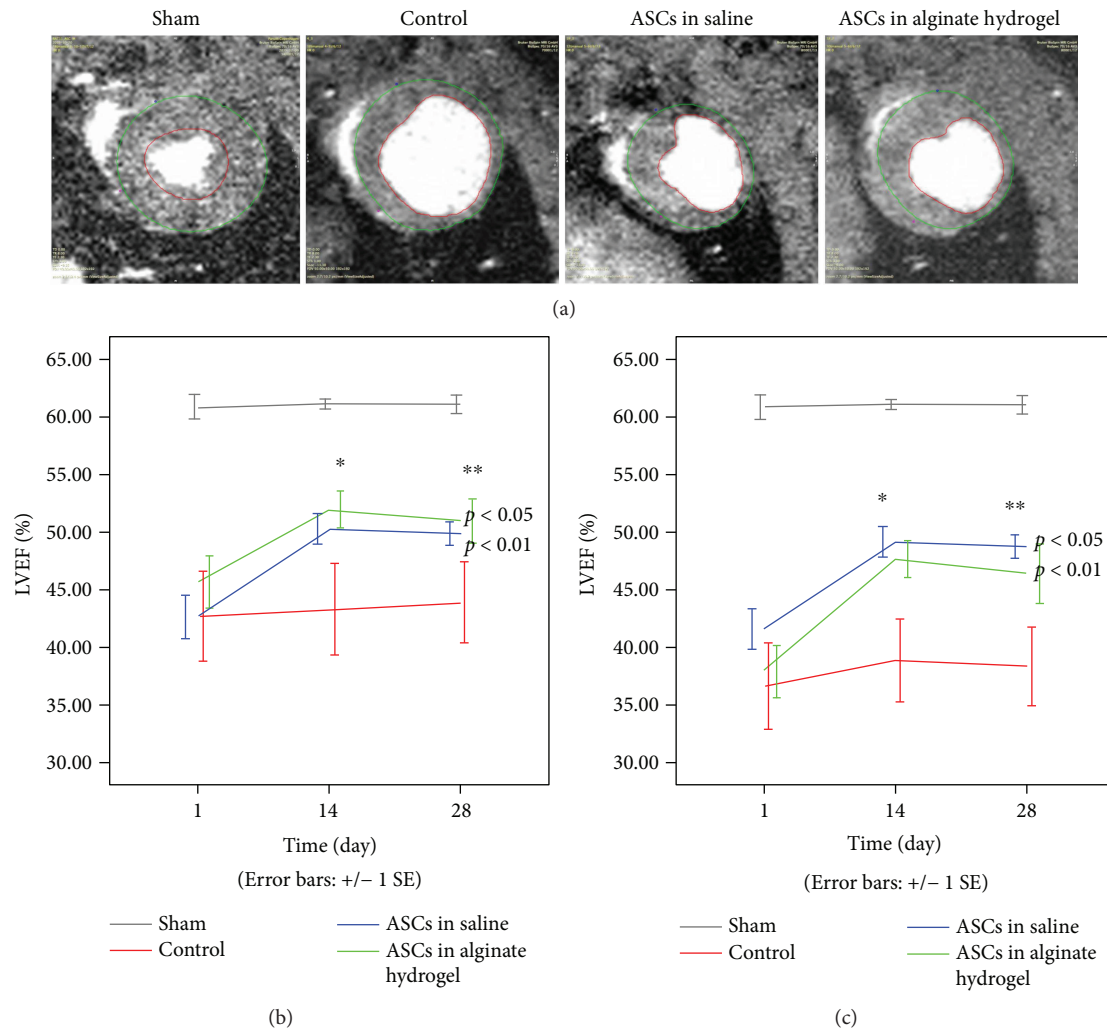 Sham Control ASCs in saline ASCs in alginate hydrogel
(a)
65.00
60.00
55.00
50.00
45.00
40.00
35.00
30.00
LVEF (%)
*
**
p < 0.05
p < 0.01
1 14 28
Time (day)
(Error bars: +/− 1 SE)
Sham ASCs in saline
Control ASCs in alginate
hydrogel
(b)
65.00
60.00
55.00
50.00
45.00
40.00
35.00
30.00
LVEF (%)
*
**
p < 0.05
p < 0.01
1 14 28
Time (day)
(Error bars: +/− 1 SE)
Sham ASCs in saline
Control ASCs in alginate
hydrogel
(c)